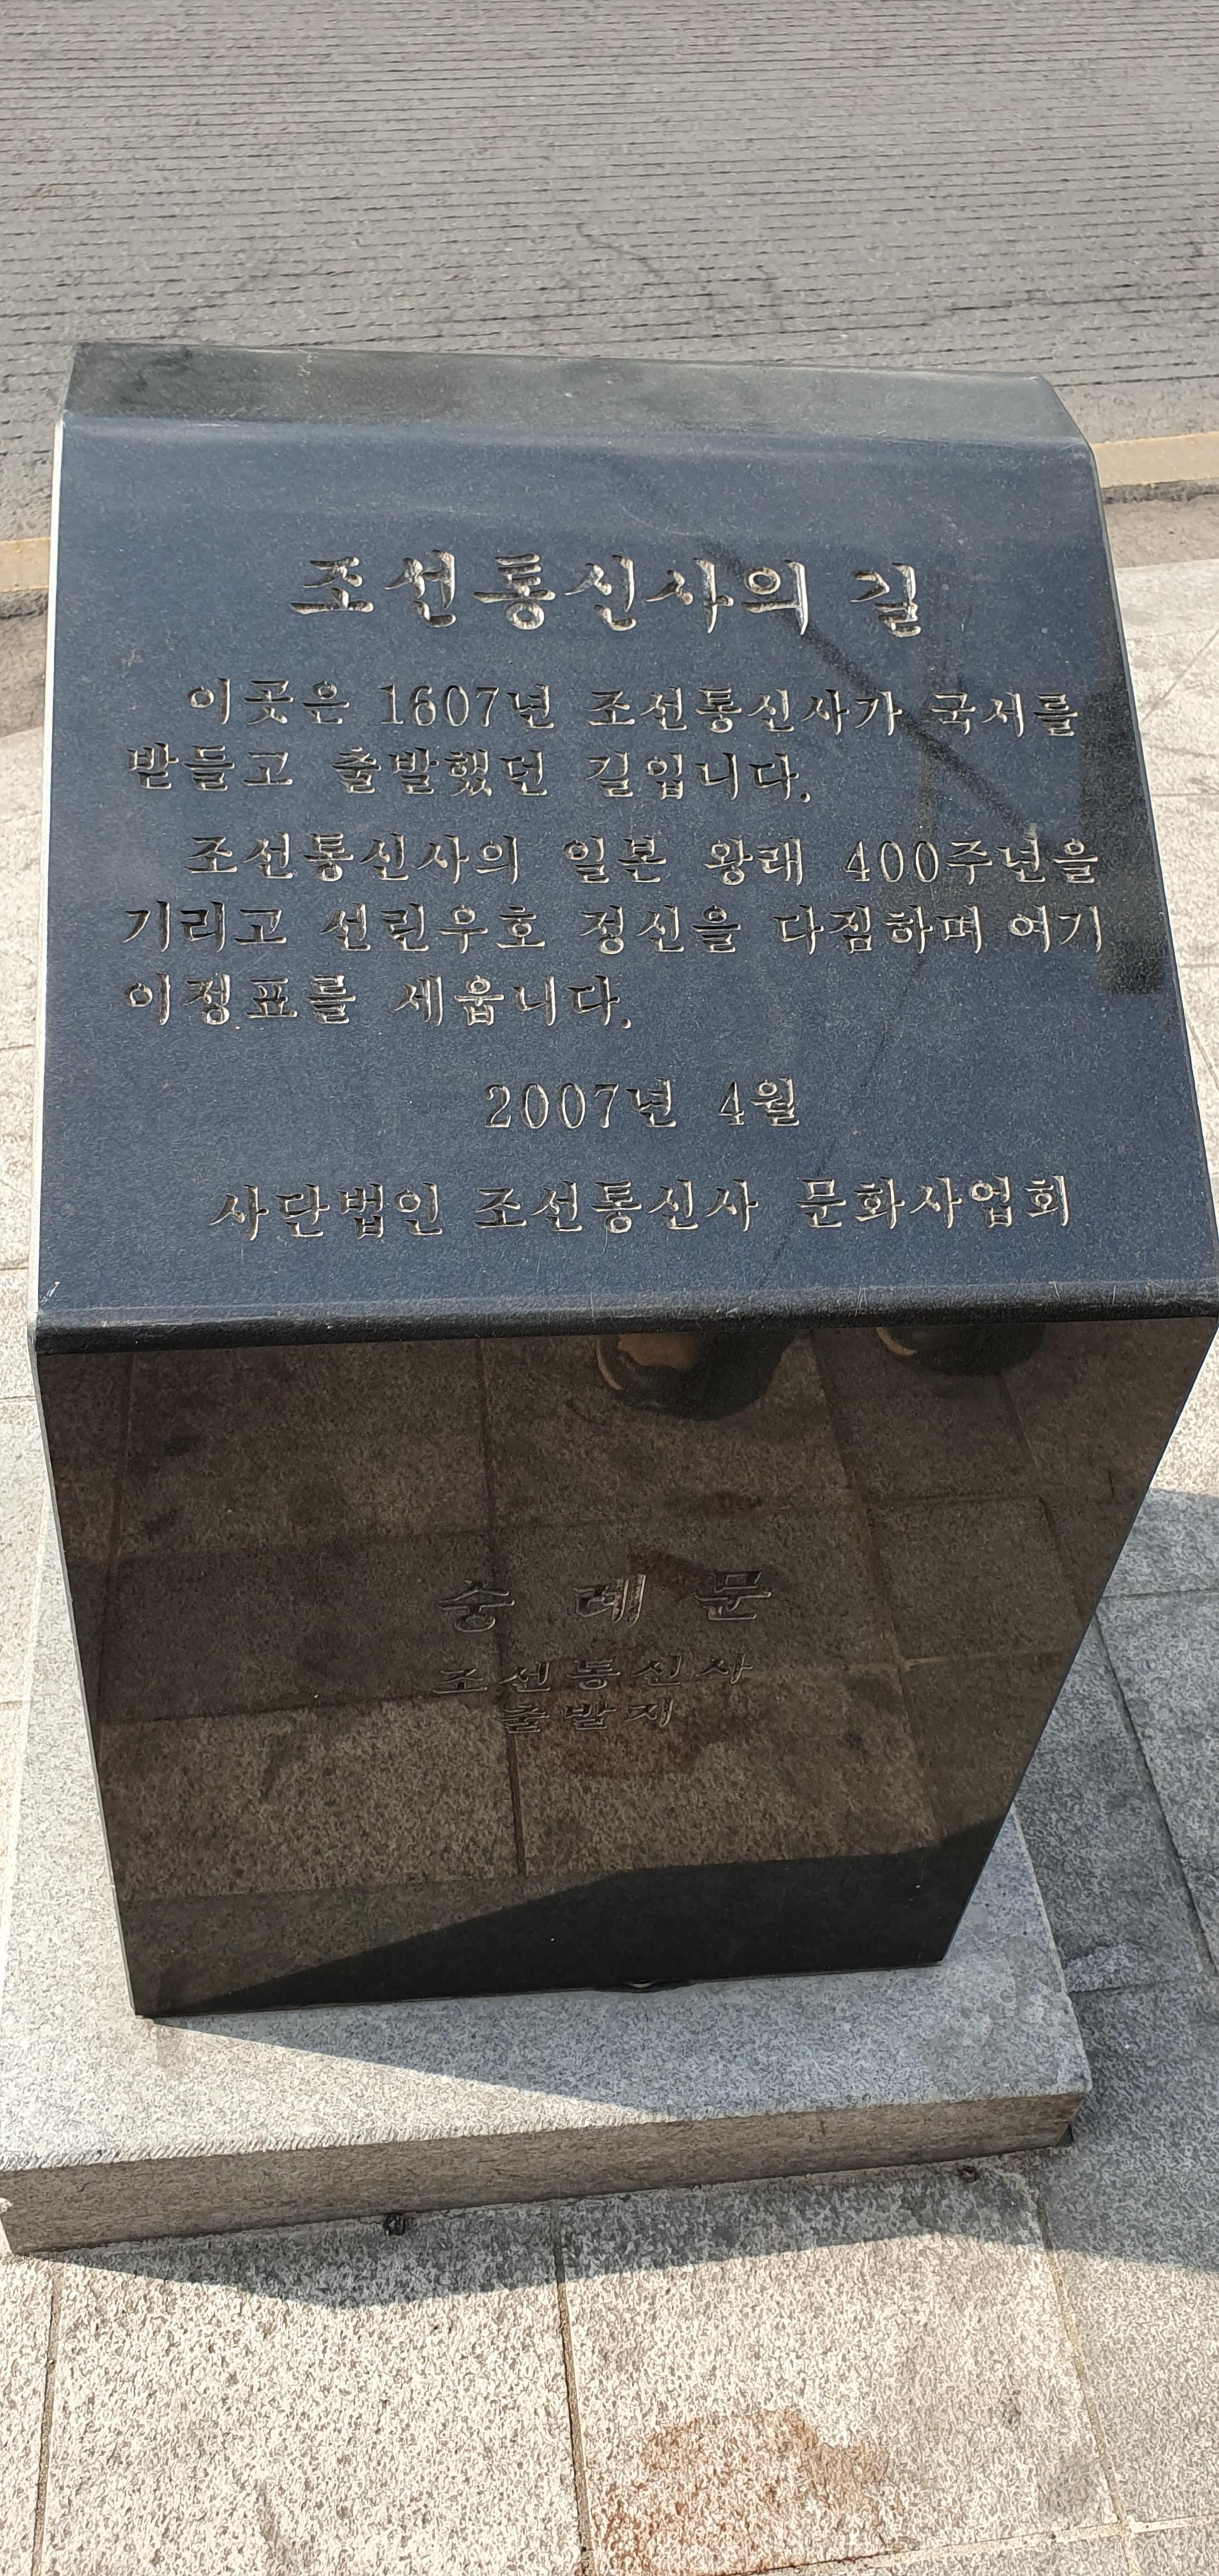 조선통신사의 길
이곳은 1607년 조선통신사가 국서를
받들고 출발했던 길입니다.
조선통신사의 일본 왕래 400주년을
기리고 선린우호 정신을 다짐하며 여기
이정표를 세웁니다.
2007년 4월
사단법인 조선통신사 문화사업회
숭례문
조선통신사
출발지